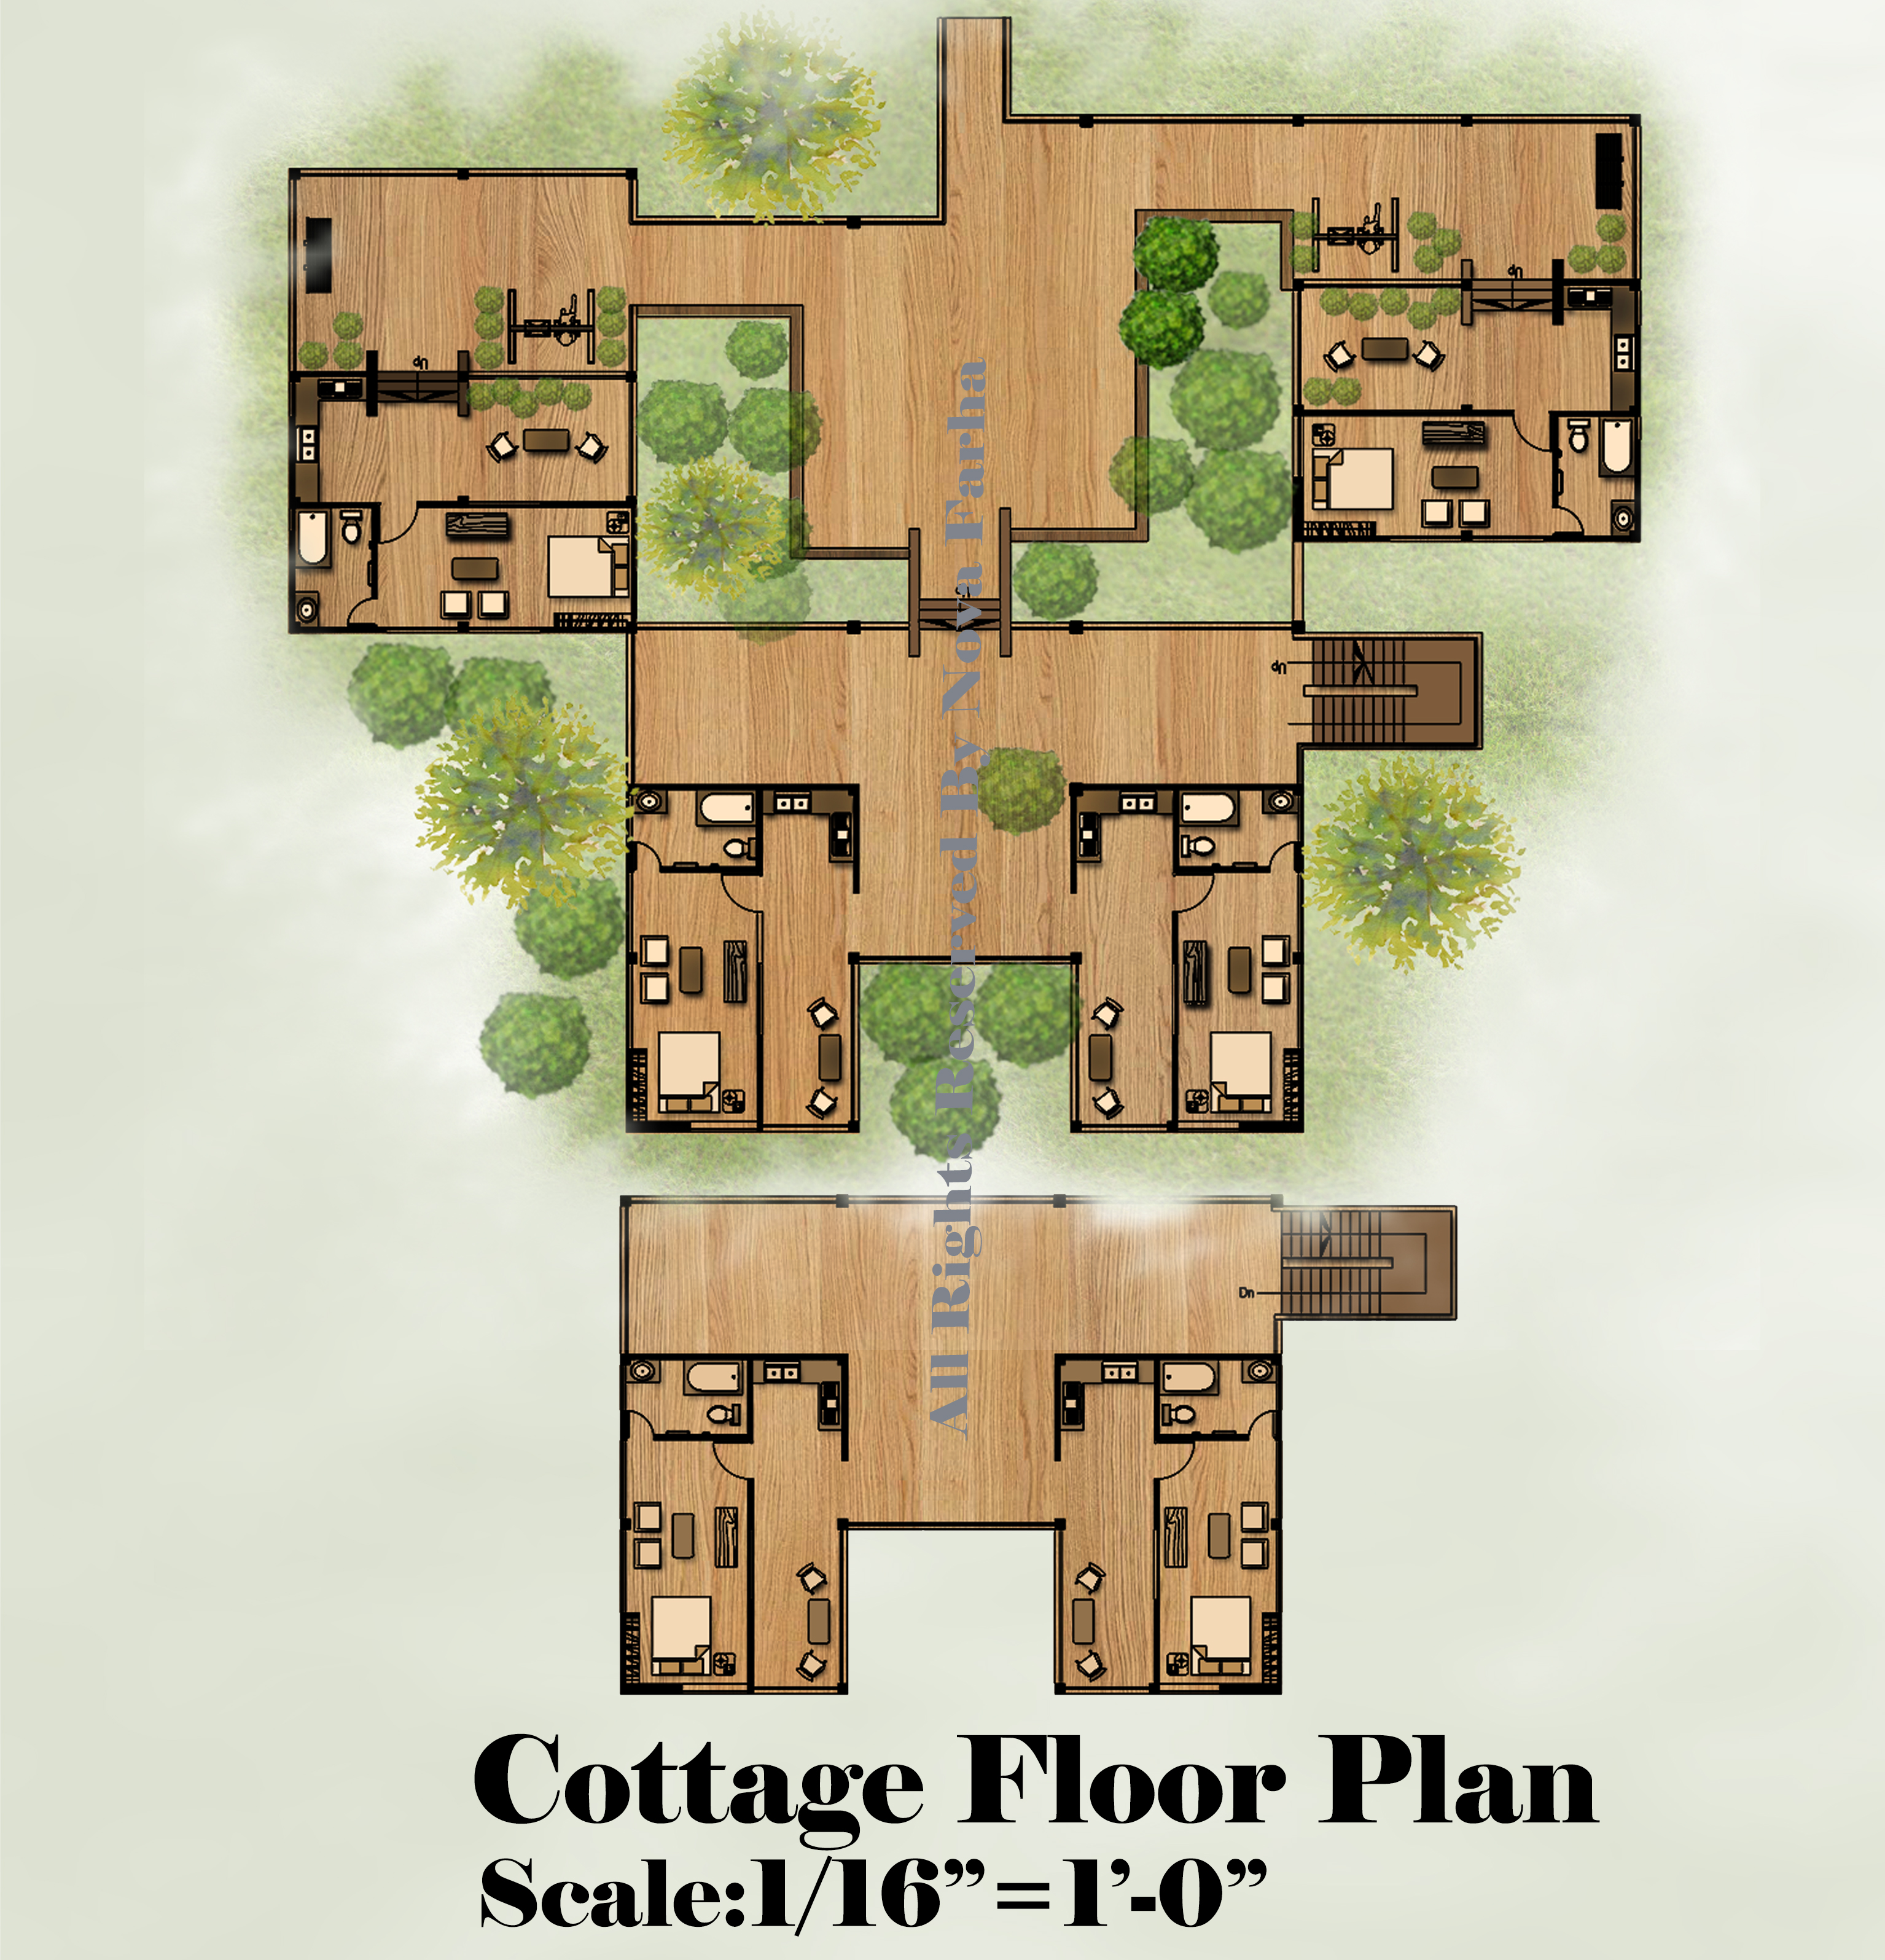 up
up
up
up
All Rights Reserved By Nova Farha
Dn
Cottage Floor Plan
Scale:1/16”=1’-0”